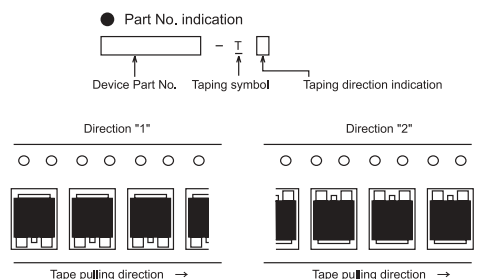 ● Part No. indication
– T
Device Part No. Taping symbol Taping direction indication
Direction "1" Direction "2"
Tape pulling direction → Tape pulling direction →